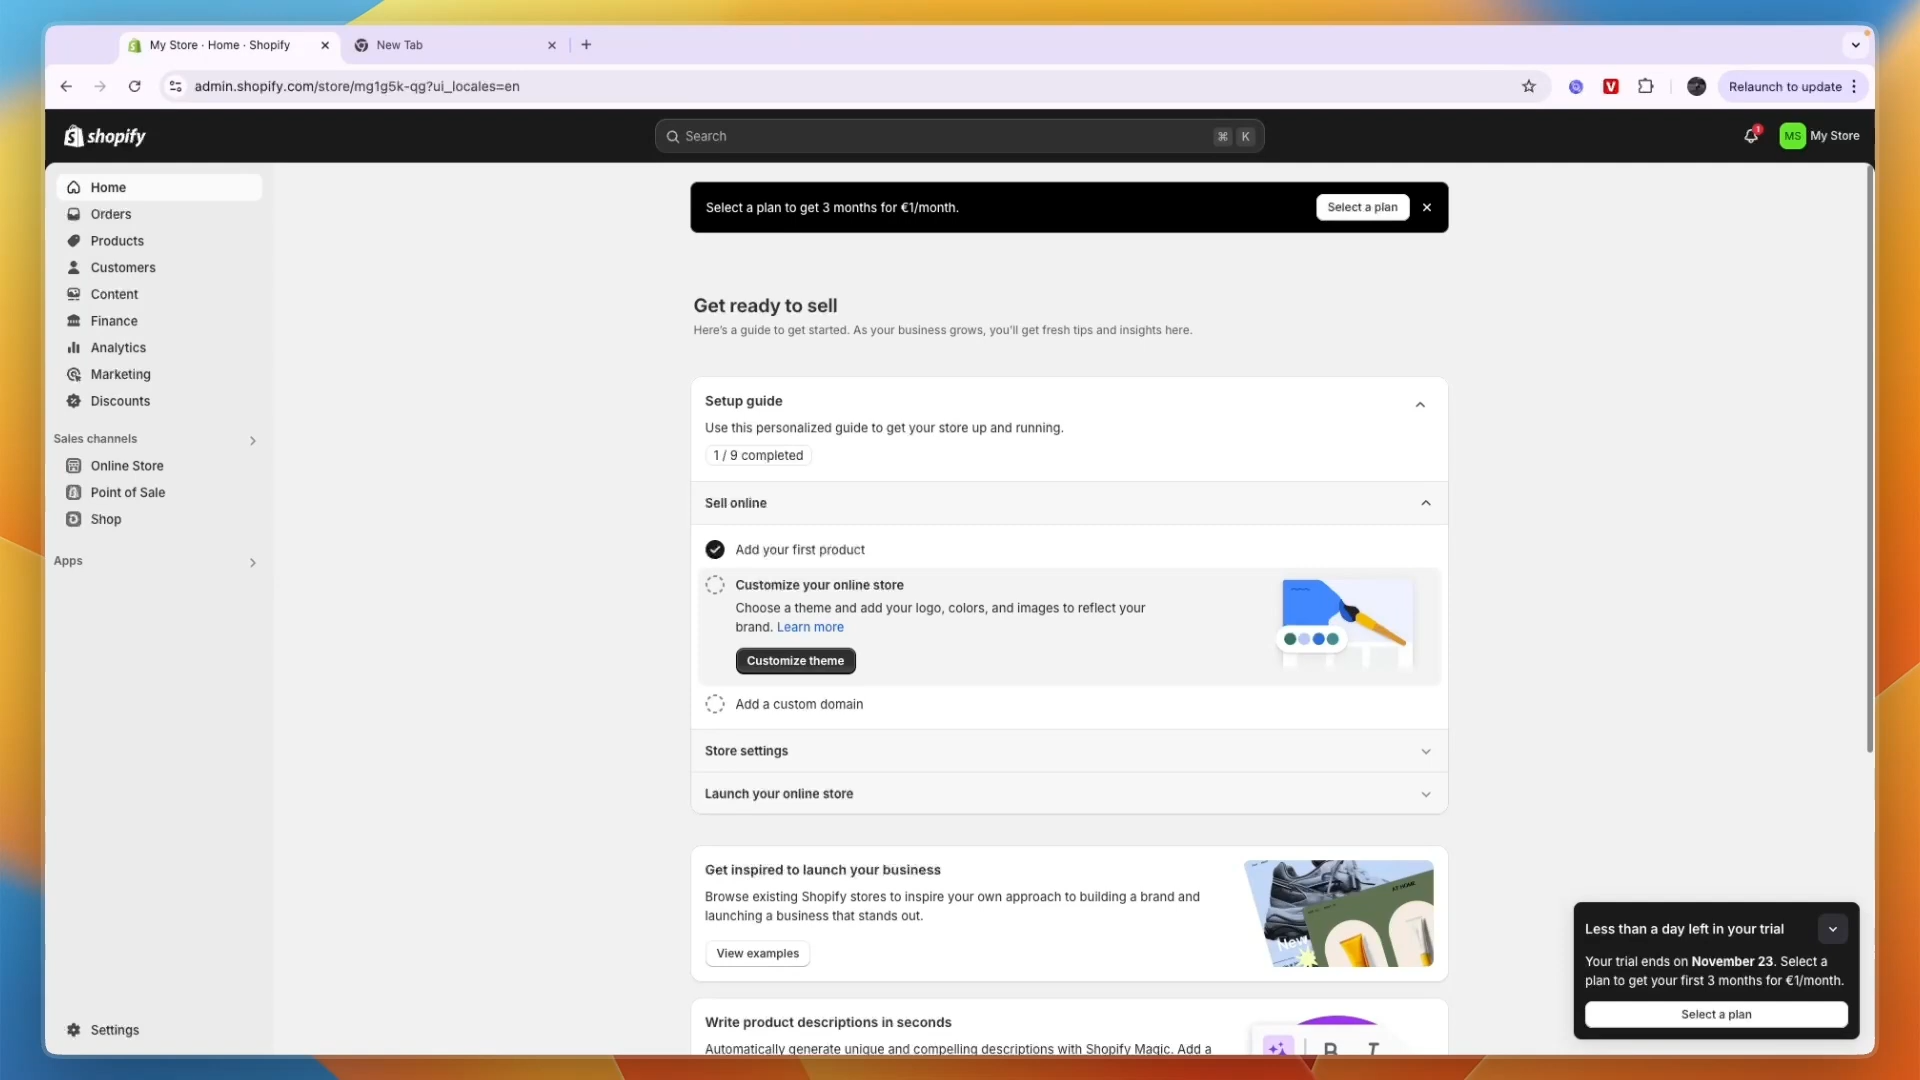 My Store · Home · Shopify
New Tab
admin.shopify.com/store/mg1g5k-qg?ui_locales=en
Relaunch to update
shopify
Search
⌘ K
1
MS
My Store
Home
Orders
Products
Customers
Content
Finance
Analytics
Marketing
Discounts
Sales channels
Online Store
Point of Sale
Shop
Apps
Settings
Select a plan to get 3 months for €1/month.
Select a plan
Get ready to sell
Here's a guide to get started. As your business grows, you'll get fresh tips and insights here.
Setup guide
Use this personalized guide to get your store up and running.
1 / 9 completed
Sell online
Add your first product
Customize your online store
Choose a theme and add your logo, colors, and images to reflect your
brand. Learn more
Customize theme
Add a custom domain
Store settings
Launch your online store
Get inspired to launch your business
Browse existing Shopify stores to inspire your own approach to building a brand and
launching a business that stands out.
View examples
AT HOME
New
Write product descriptions in seconds
Automatically generate unique and compelling descriptions with Shopify Magic. Add a
B I
Less than a day left in your trial
Your trial ends on November 23. Select a
plan to get your first 3 months for €1/month.
Select a plan